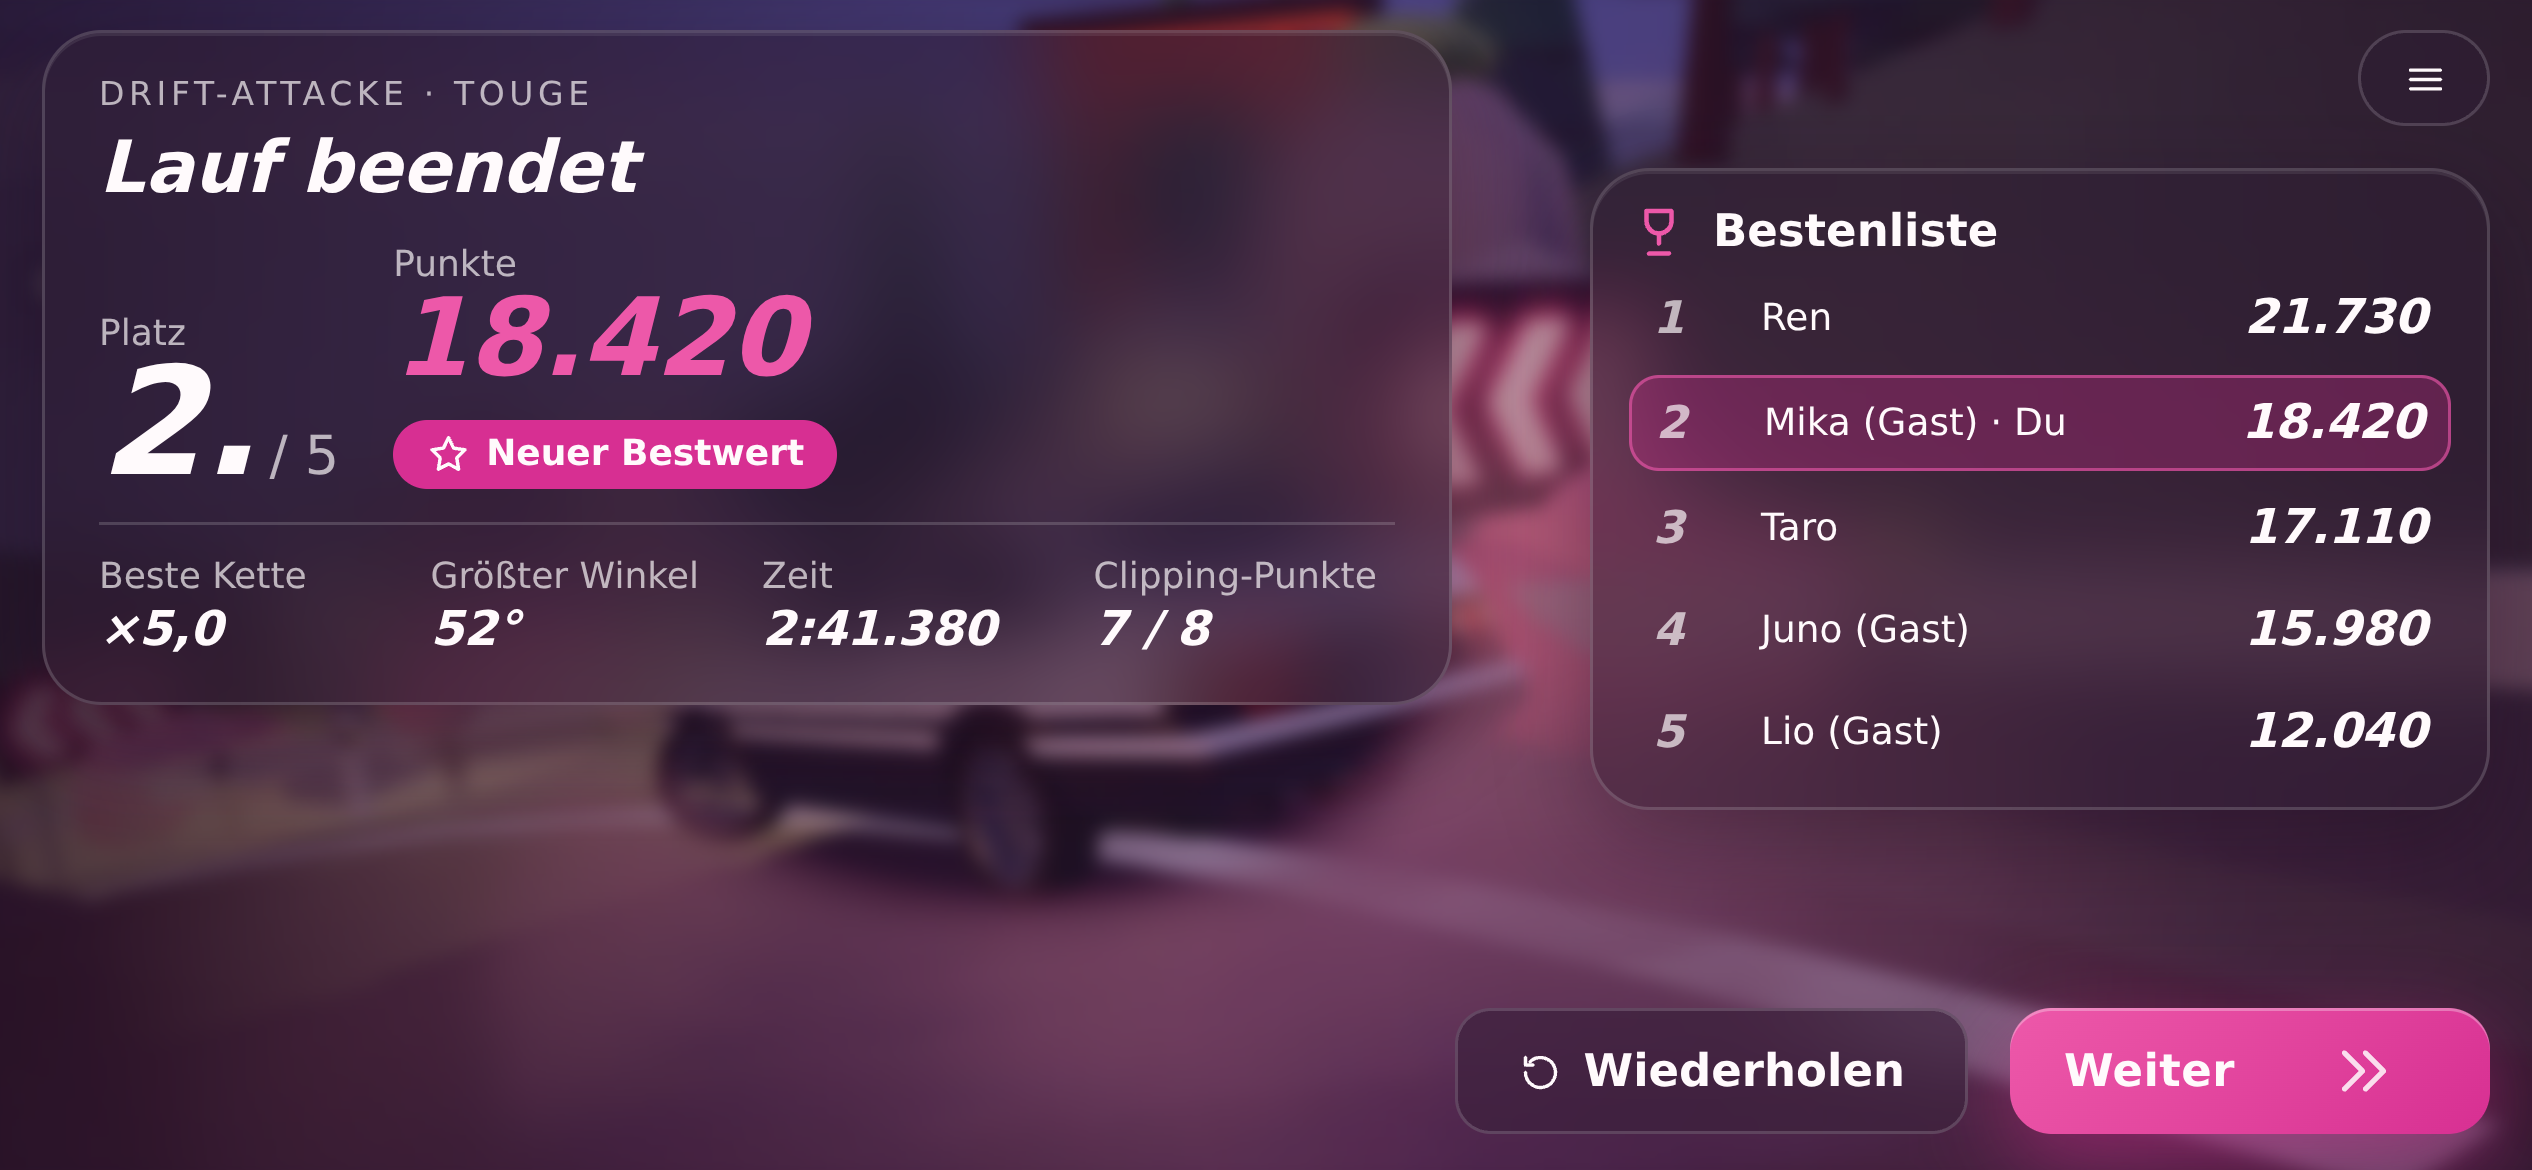 DRIFT-ATTACKE · TOUGE
Lauf beendet
Platz
2. / 5
Punkte
18.420
Neuer Bestwert
Beste Kette
×5,0
Größter Winkel
52°
Zeit
2:41.380
Clipping-Punkte
7 / 8
Bestenliste
1 Ren 21.730
2 Mika (Gast) · Du 18.420
3 Taro 17.110
4 Juno (Gast) 15.980
5 Lio (Gast) 12.040
Wiederholen
Weiter